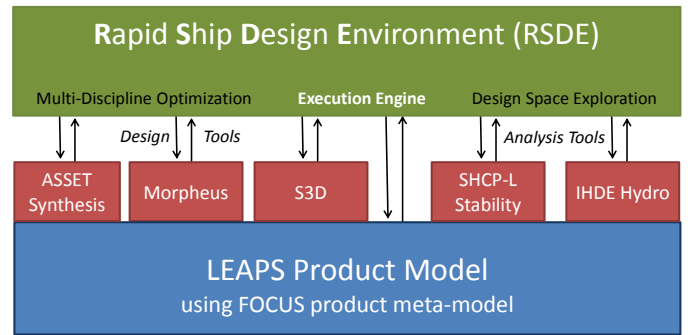 Rapid Ship Design Environment (RSDE)
Multi-Discipline Optimization Execution Engine Design Space Exploration
Design Tools Analysis Tools
ASSET Synthesis
Morpheus
S3D
SHCP-L Stability
IHDE Hydro
LEAPS Product Model
using FOCUS product meta-model